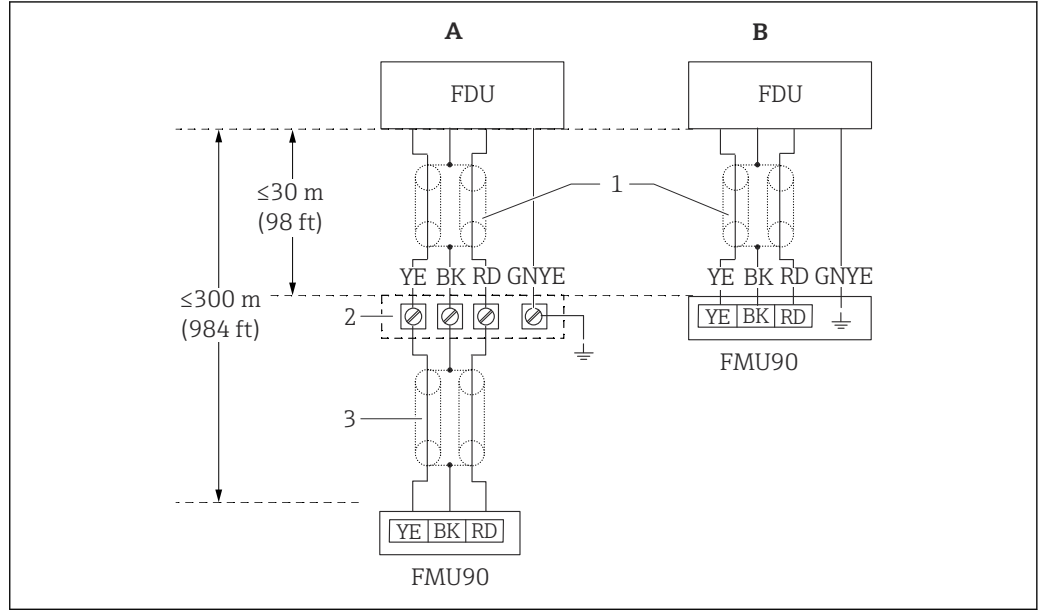 A
B
FDU
FDU
≤30 m
(98 ft)
1
YE BK RD GNYE
YE BK RD GNYE
≤300 m
(984 ft)
2
YE BK RD
FMU90
3
YE BK RD
FMU90